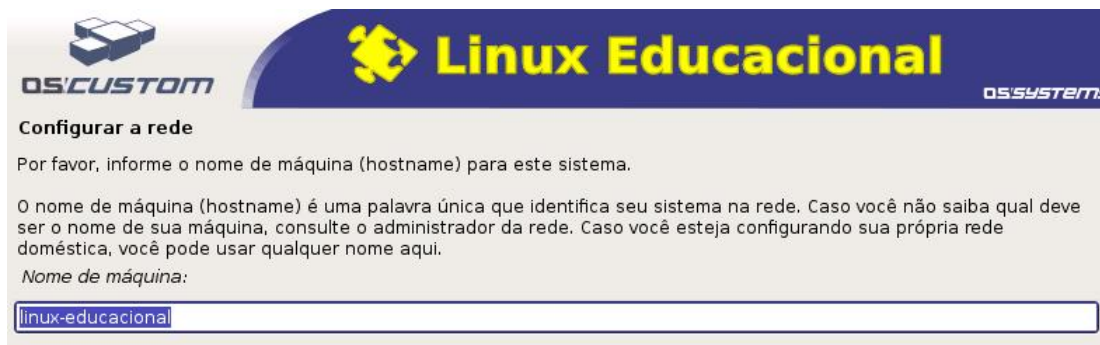 OS'CUSTOM
Linux Educacional
OS'SYSTEMS
Configurar a rede
Por favor, informe o nome de máquina (hostname) para este sistema.
O nome de máquina (hostname) é uma palavra única que identifica seu sistema na rede. Caso você não saiba qual deve
ser o nome de sua máquina, consulte o administrador da rede. Caso você esteja configurando sua própria rede
doméstica, você pode usar qualquer nome aqui.
Nome de máquina:
linux-educacional